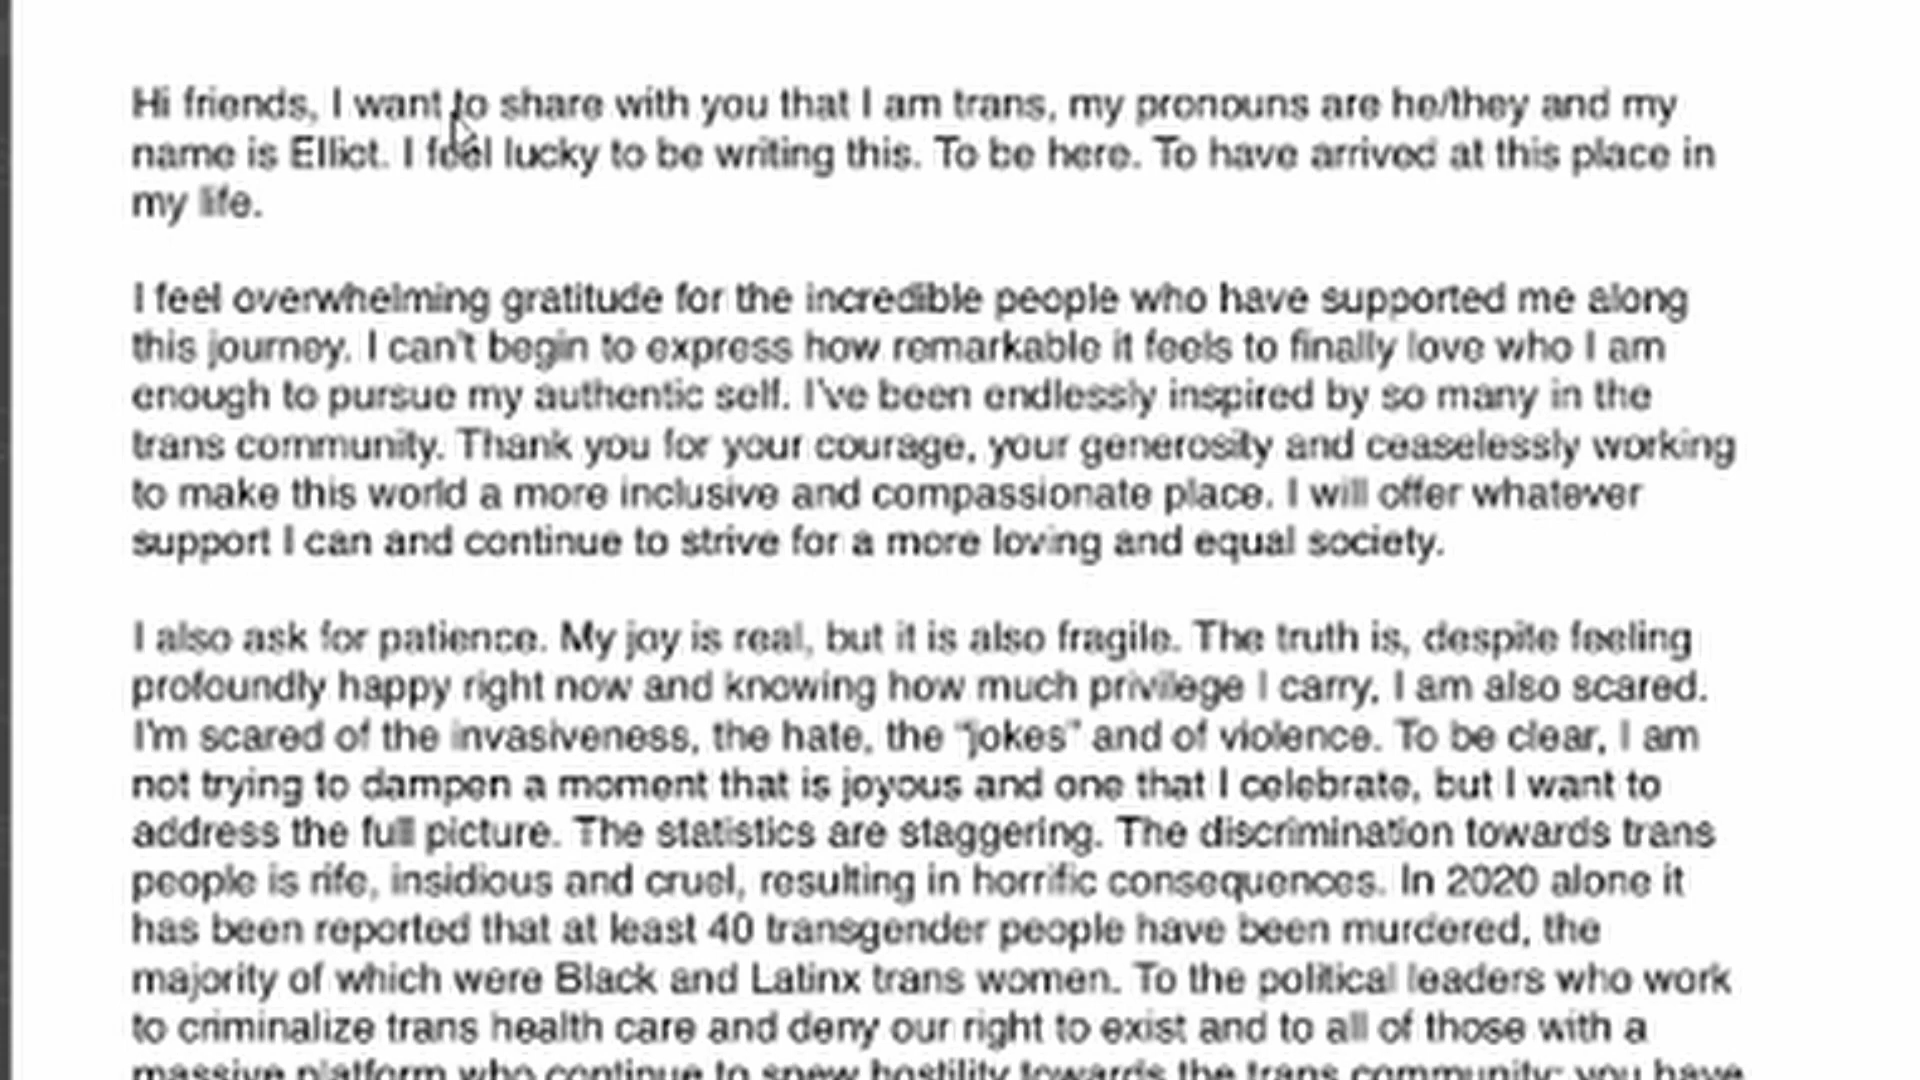 Hi friends, I want to share with you that I am trans, my pronouns are he/they and my
name is Elliot. I feel lucky to be writing this. To be here. To have arrived at this place in
my life.
I feel overwhelming gratitude for the incredible people who have supported me along
this journey. I can't begin to express how remarkable it feels to finally love who I am
enough to pursue my authentic self. I've been endlessly inspired by so many in the
trans community. Thank you for your courage, your generosity and ceaselessly working
to make this world a more inclusive and compassionate place. I will offer whatever
support I can and continue to strive for a more loving and equal society.
I also ask for patience. My joy is real, but it is also fragile. The truth is, despite feeling
profoundly happy right now and knowing how much privilege I carry, I am also scared.
I'm scared of the invasiveness, the hate, the "jokes" and of violence. To be clear, I am
not trying to dampen a moment that is joyous and one that I celebrate, but I want to
address the full picture. The statistics are staggering. The discrimination towards trans
people is rife, insidious and cruel, resulting in horrific consequences. In 2020 alone it
has been reported that at least 40 transgender people have been murdered, the
majority of which were Black and Latinx trans women. To the political leaders who work
to criminalize trans health care and deny our right to exist and to all of those with a
massive platform who continue to spew hostility towards the trans community: you have